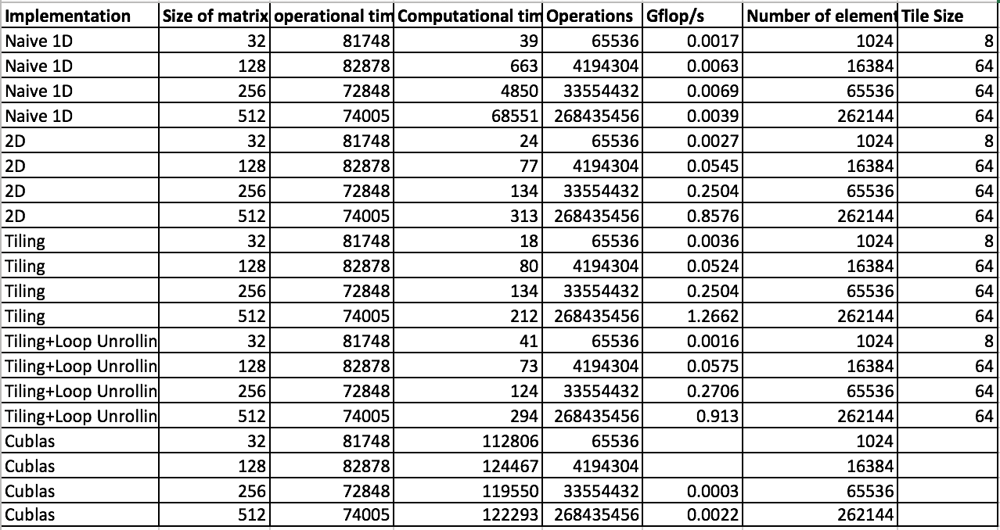 Implementation Size of matrix operational tim Computational tim Operations Gflop/s Number of element Tile Size
Naive 1D 32 81748 39 65536 0.0017 1024 8
Naive 1D 128 82878 663 4194304 0.0063 16384 64
Naive 1D 256 72848 4850 33554432 0.0069 65536 64
Naive 1D 512 74005 68551 268435456 0.0039 262144 64
2D 32 81748 24 65536 0.0027 1024 8
2D 128 82878 77 4194304 0.0545 16384 64
2D 256 72848 134 33554432 0.2504 65536 64
2D 512 74005 313 268435456 0.8576 262144 64
Tiling 32 81748 18 65536 0.0036 1024 8
Tiling 128 82878 80 4194304 0.0524 16384 64
Tiling 256 72848 134 33554432 0.2504 65536 64
Tiling 512 74005 212 268435456 1.2662 262144 64
Tiling+Loop Unrollin 32 81748 41 65536 0.0016 1024 8
Tiling+Loop Unrollin 128 82878 73 4194304 0.0575 16384 64
Tiling+Loop Unrollin 256 72848 124 33554432 0.2706 65536 64
Tiling+Loop Unrollin 512 74005 294 268435456 0.913 262144 64
Cublas 32 81748 112806 65536 1024
Cublas 128 82878 124467 4194304 16384
Cublas 256 72848 119550 33554432 0.0003 65536
Cublas 512 74005 122293 268435456 0.0022 262144